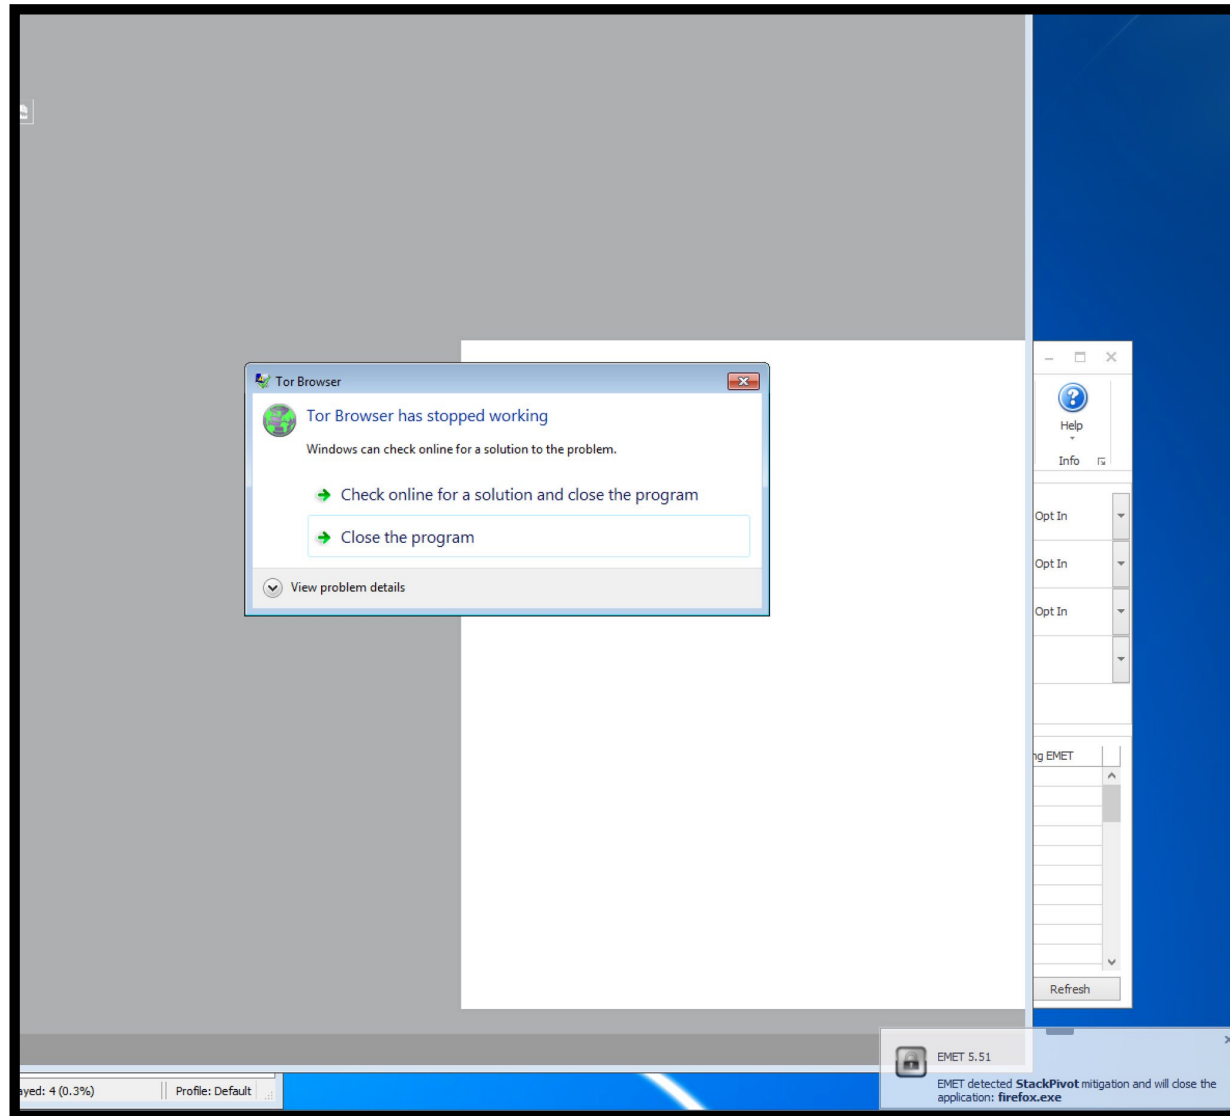 Tor Browser
Tor Browser has stopped working
Windows can check online for a solution to the problem.
Check online for a solution and close the program
Close the program
View problem details
Help
Info
Opt In
Opt In
Opt In
ng EMET
Refresh
EMET 5.51
EMET detected StackPivot mitigation and will close the
application: firefox.exe
ayed: 4 (0.3%)
Profile: Default